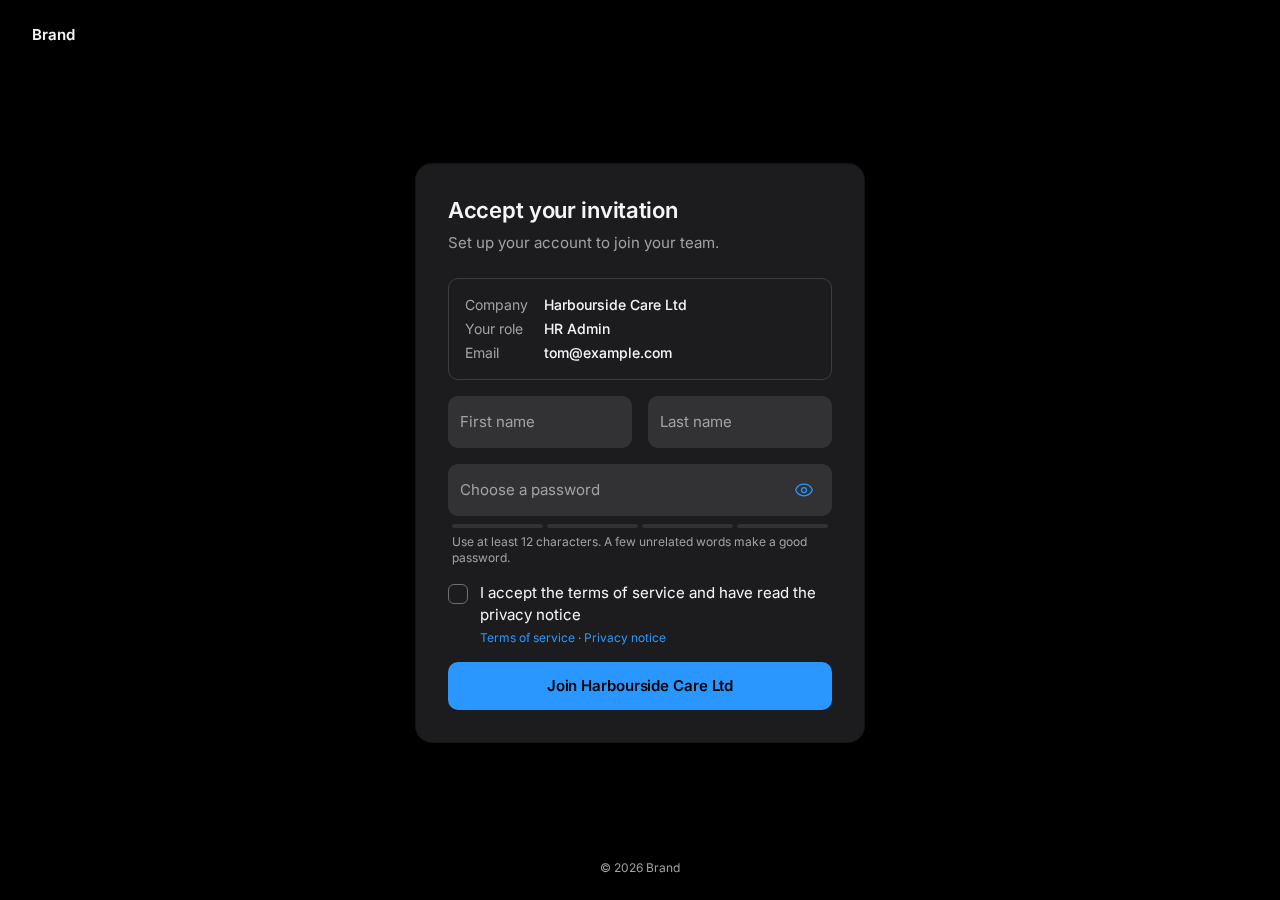 Brand
Accept your invitation
Set up your account to join your team.
Company Harbourside Care Ltd
Your role HR Admin
Email tom@example.com
First name Last name
Choose a password
Use at least 12 characters. A few unrelated words make a good
password.
I accept the terms of service and have read the
privacy notice
Terms of service · Privacy notice
Join Harbourside Care Ltd
© 2026 Brand